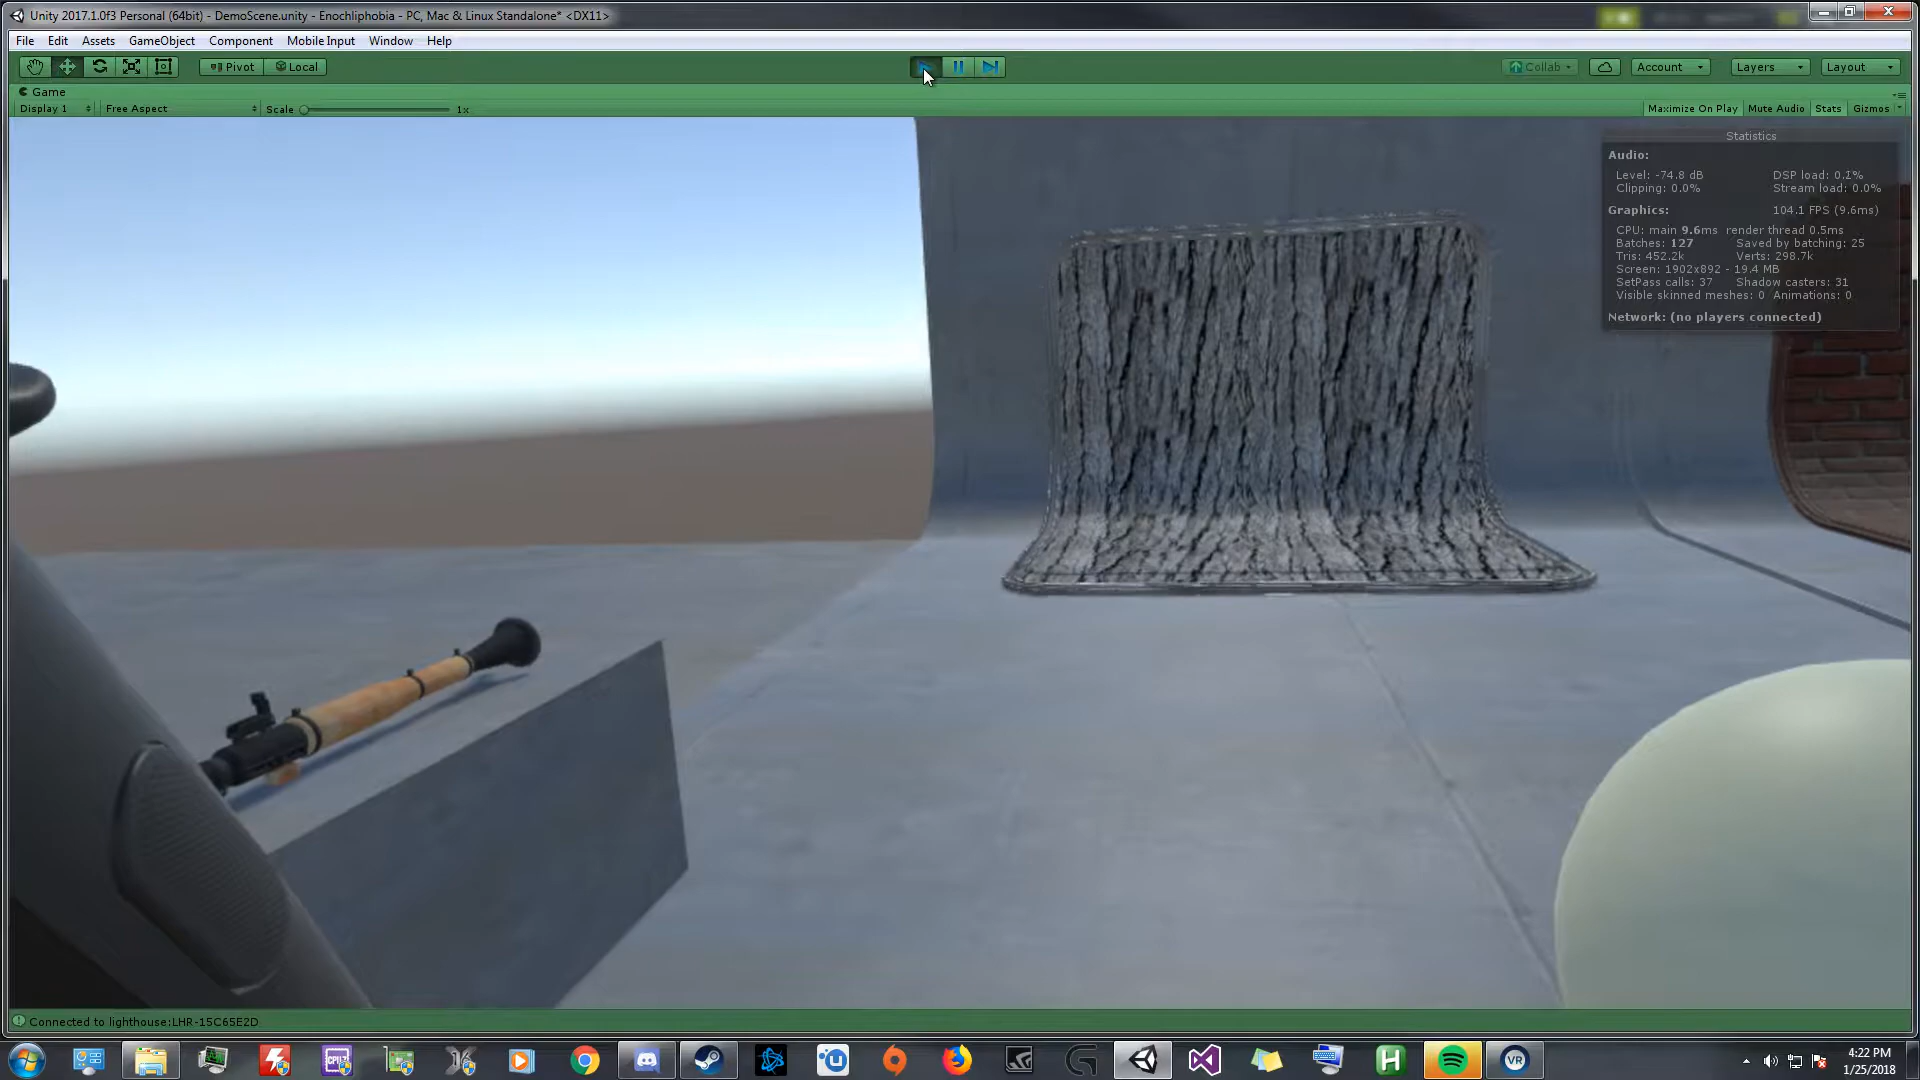 Unity 2017.1.0f3 Personal (64bit) - DemoScene.unity - Enochliphobia - PC, Mac & Linux Standalone* <DX11>
File Edit Assets GameObject Component Mobile Input Window Help
Pivot Local Collab Account Layers Layout
Game
Display 1 Free Aspect Scale 1x Maximize On Play Mute Audio Stats Gizmos
Statistics
Audio:
Level: -74.8 dB DSP load: 0.1%
Clipping: 0.0% Stream load: 0.0%
Graphics: 104.1 FPS (9.6ms)
CPU: main 9.6ms render thread 0.5ms
Batches: 127 Saved by batching: 25
Tris: 452.2k Verts: 298.7k
Screen: 1902x892 - 19.4 MB
SetPass calls: 37 Shadow casters: 31
Visible skinned meshes: 0 Animations: 0
Network: (no players connected)
Connected to lighthouse:LHR-15C65E2D
4:22 PM
CPU VR
1/25/2018